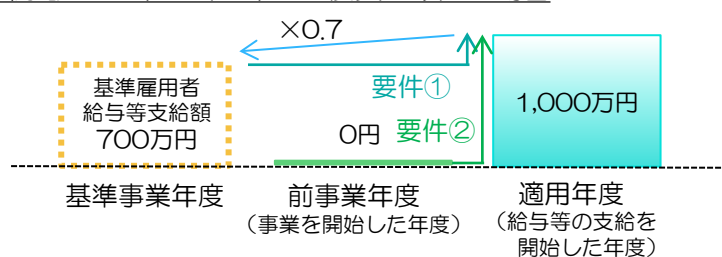 ×0.7
基準雇用者
給与等支給額
700万円
要件①
0円 要件②
1,000万円
基準事業年度
前事業年度
(事業を開始した年度)
適用年度
(給与等の支給を
開始した年度)